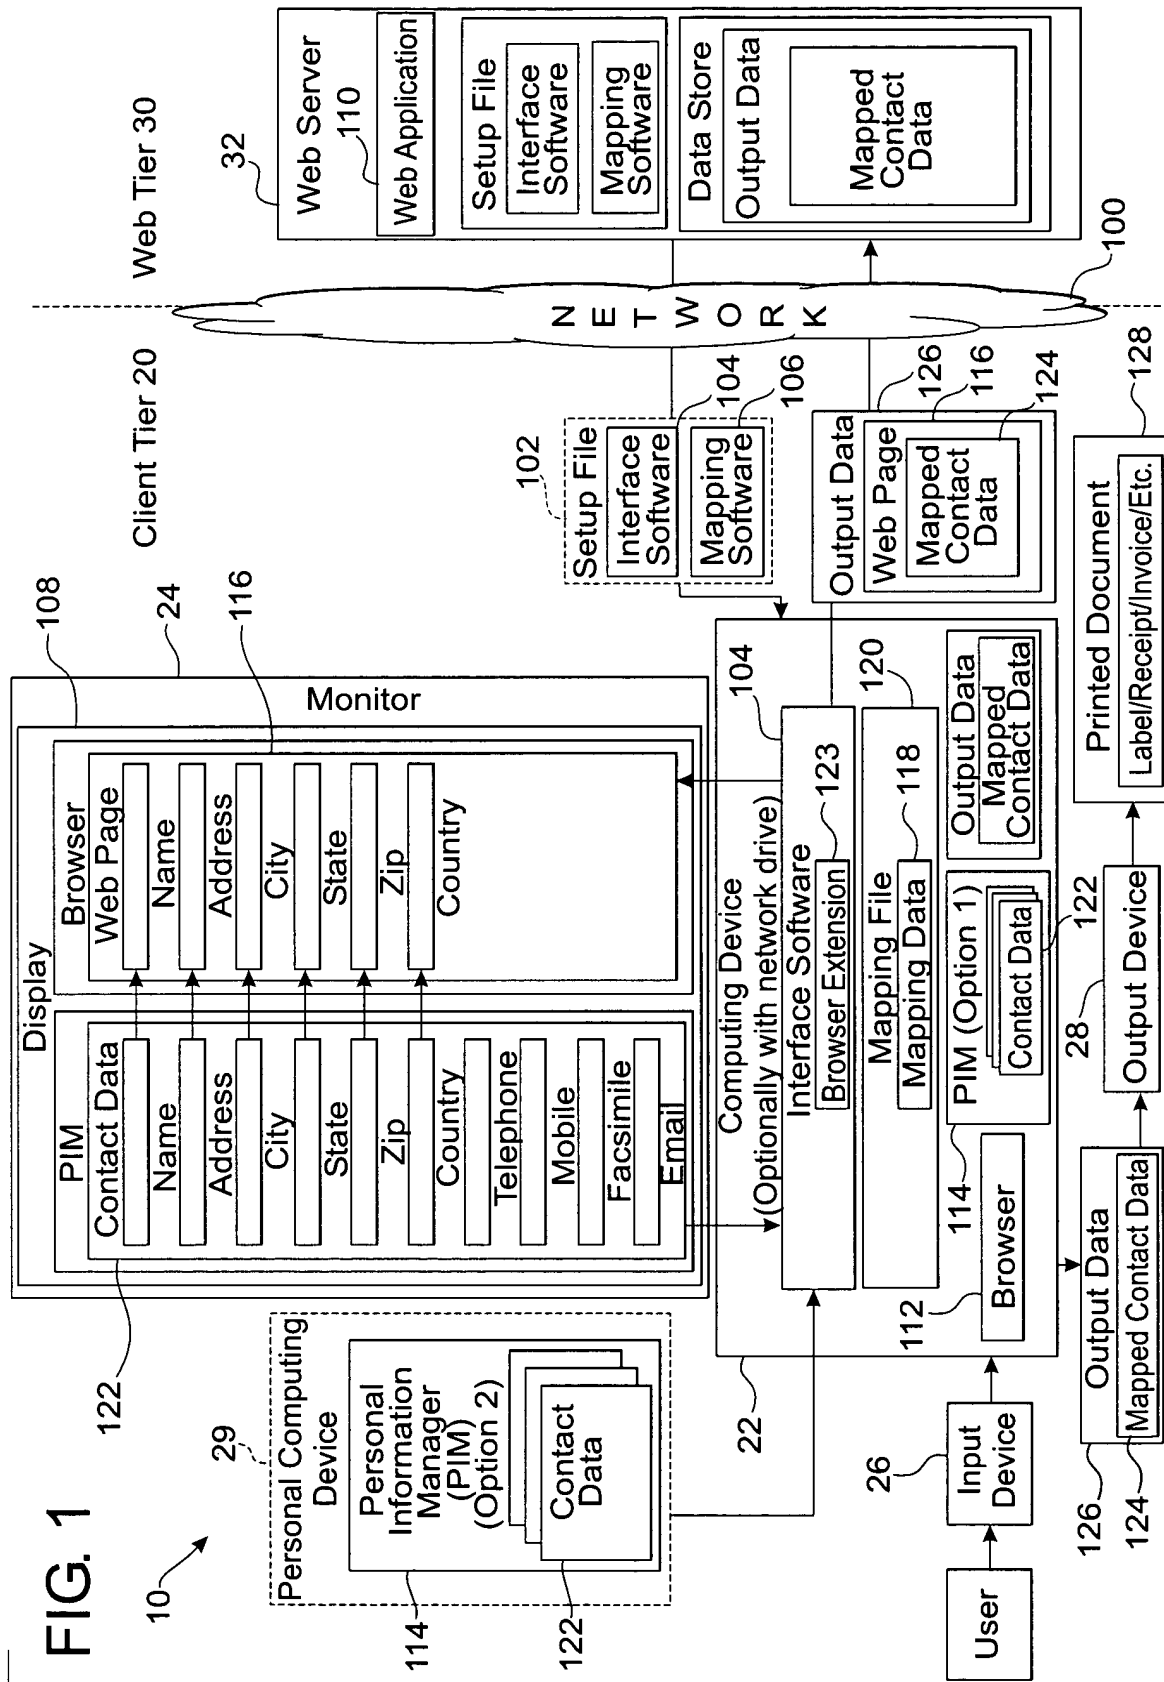 FIG. 1
10
Client Tier 20
Web Tier 30
29
Personal Computing
Device
Personal
Information
Manager
(PIM)
(Option 2)
Contact
Data
114
122
Display
Monitor
108
24
116
122
PIM
Contact Data
Name
Address
City
State
Zip
Country
Telephone
Mobile
Facsimile
Email
Browser
Web Page
Name
Address
City
State
Zip
Country
102
Setup File
Interface
Software
104
Mapping
Software
106
NETWORK
100
32
Web Server
110
Web Application
Setup File
Interface
Software
Mapping
Software
Data Store
Output Data
Mapped
Contact
Data
22
Computing Device
(Optionally with network drive)
Interface Software
104
Browser Extension
123
Mapping File
120
Mapping Data
118
112
Browser
114
PIM (Option 1)
Contact Data
122
Output Data
Mapped
Contact Data
Output Data
126
Web Page
116
Mapped
Contact
Data
124
User
26
Input
Device
126
Output Data
124
Mapped Contact Data
28
Output Device
128
Printed Document
Label/Receipt/Invoice/Etc.